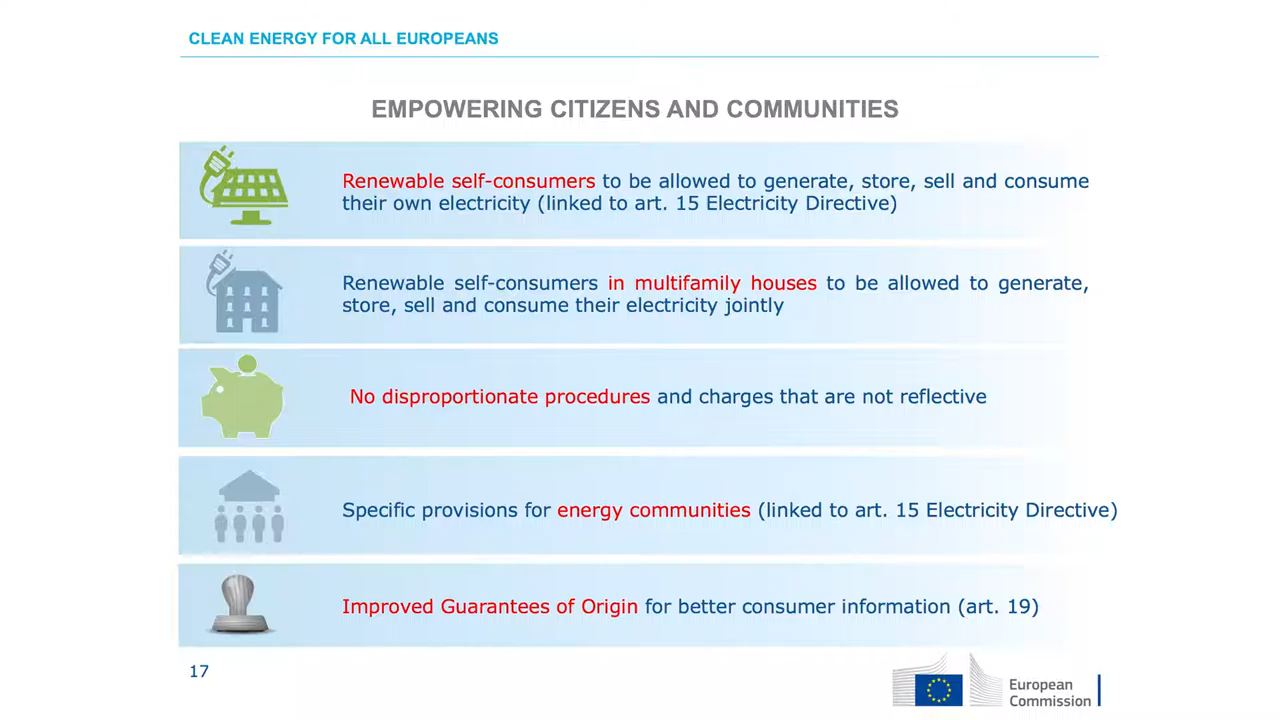 CLEAN ENERGY FOR ALL EUROPEANS
EMPOWERING CITIZENS AND COMMUNITIES
Renewable self-consumers to be allowed to generate, store, sell and consume
their own electricity (linked to art. 15 Electricity Directive)
Renewable self-consumers in multifamily houses to be allowed to generate,
store, sell and consume their electricity jointly
No disproportionate procedures and charges that are not reflective
Specific provisions for energy communities (linked to art. 15 Electricity Directive)
Improved Guarantees of Origin for better consumer information (art. 19)
17
European
Commission